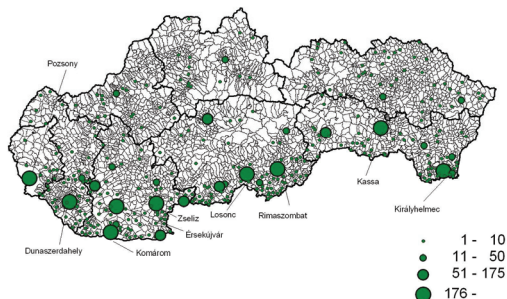 Pozsony
Kassa
Losonc
Rimaszombat
Királyhelmec
Zseliz
Érsekújvár
Dunaszerdahely
Komárom
1 - 10
11 - 50
51 - 175
176 -